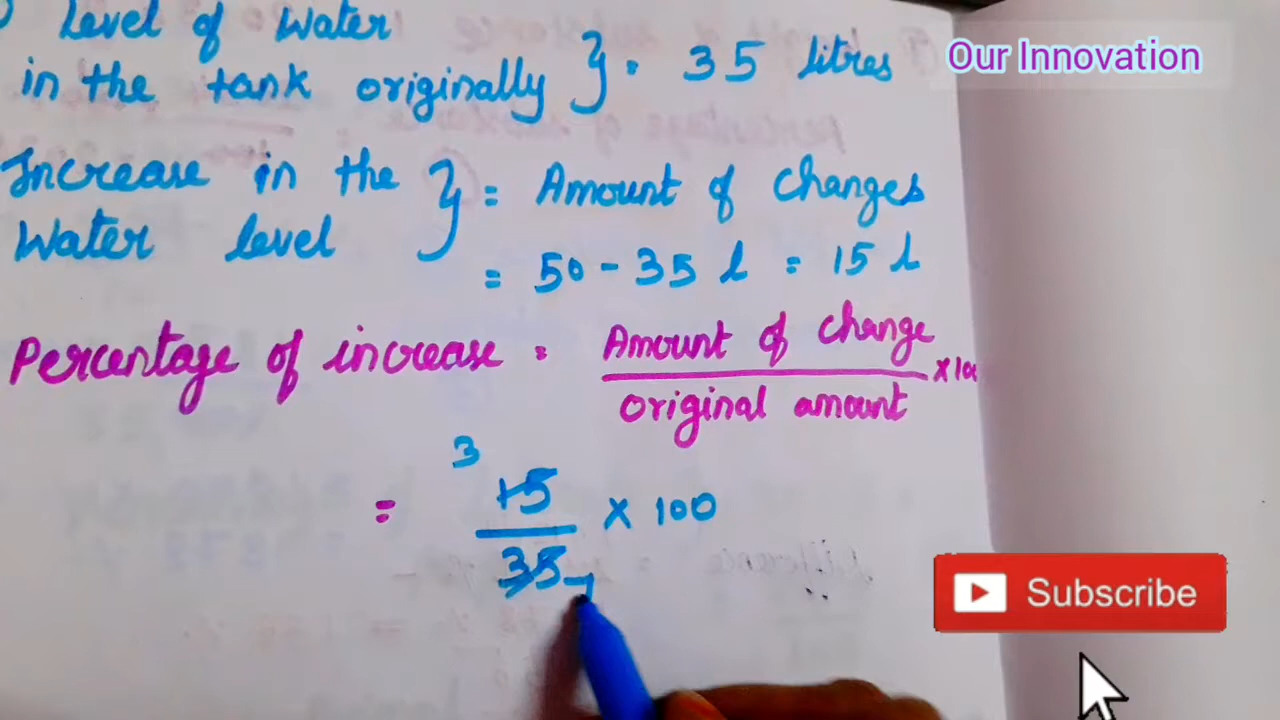 Level of Water
in the tank originally } = 35 litres
Our Innovation
Increase in the
Water level } = Amount of changes
= 50 - 35 l = 15 l
Percentage of increase = Amount of change
original amount × 100
3
= 15 × 100
35 7
Subscribe